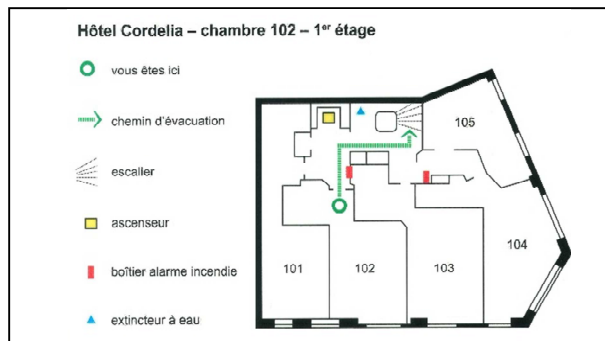 Hôtel Cordelia – chambre 102 – 1er étage
vous êtes ici
chemin d'évacuation
escalier
ascenseur
boîtier alarme incendie
extincteur à eau
101
102
103
104
105